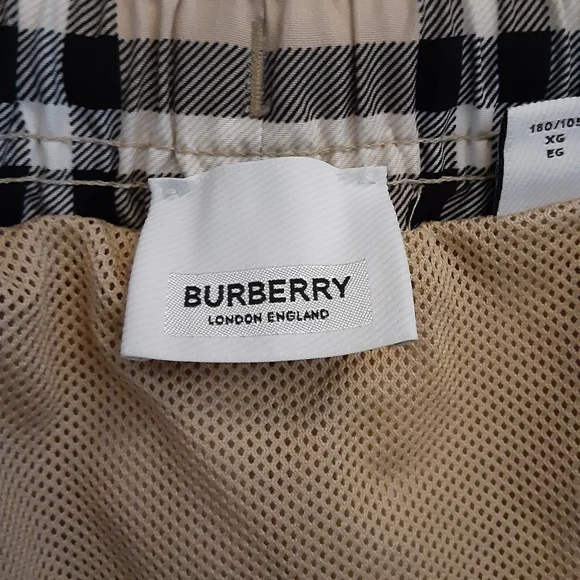 180/105
XG
EG
BURBERRY
LONDON ENGLAND